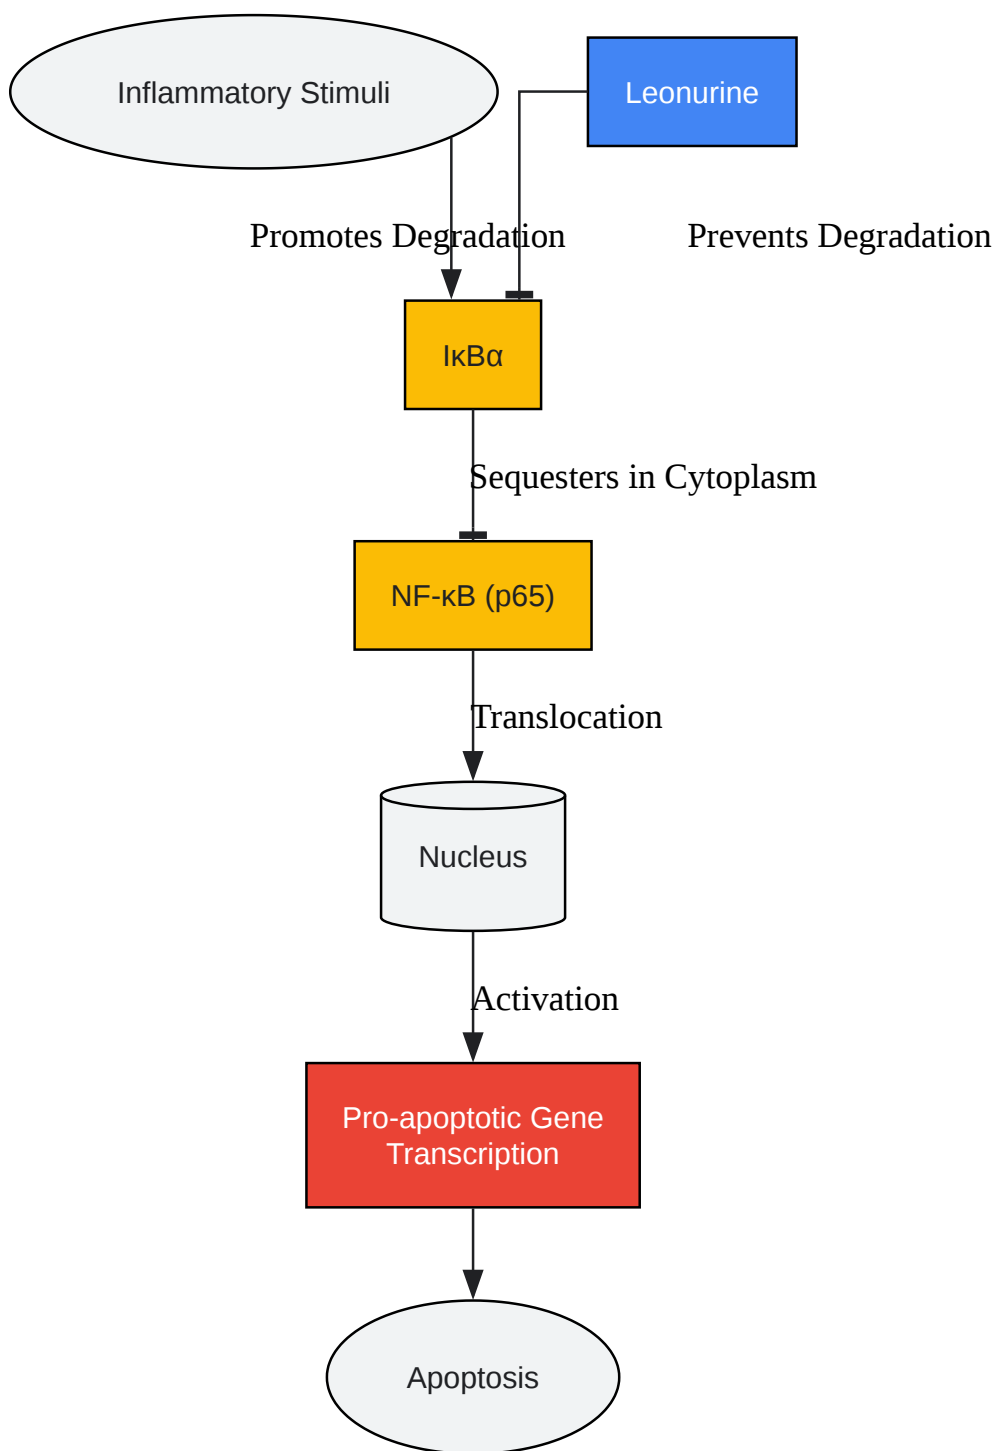 Inflammatory Stimuli
Leonurine
Promotes Degradation
Prevents Degradation
IκBα
Sequesters in Cytoplasm
NF-κB (p65)
Translocation
Nucleus
Activation
Pro-apoptotic Gene
Transcription
Apoptosis